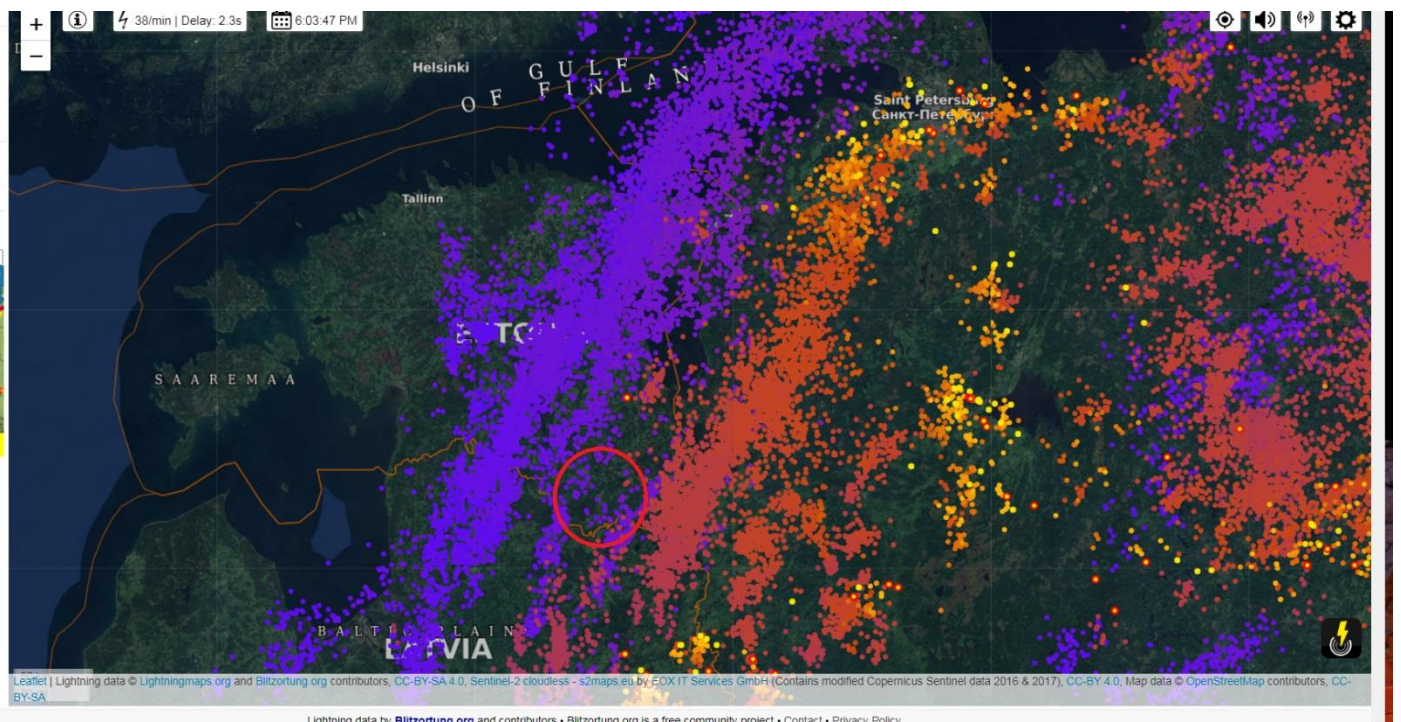 +
−
38/min | Delay: 2.3s
6:03:47 PM
Helsinki
GULF
OF FINLAN
Saint Petersburg
Санкт-Петербург
Tallinn
SAAREMAA
BALTIC PLAIN
LATVIA
Leaflet | Lightning data © Lightningmaps.org and Blitzortung.org contributors, CC-BY-SA 4.0, Sentinel-2 cloudless - s2maps.eu by EOX IT Services GmbH (Contains modified Copernicus Sentinel data 2016 & 2017), CC-BY 4.0, Map data © OpenStreetMap contributors, CC-
BY-SA
Lightning data by Blitzortung.org and contributors • Blitzortung.org is a free community project • Contact • Privacy Policy